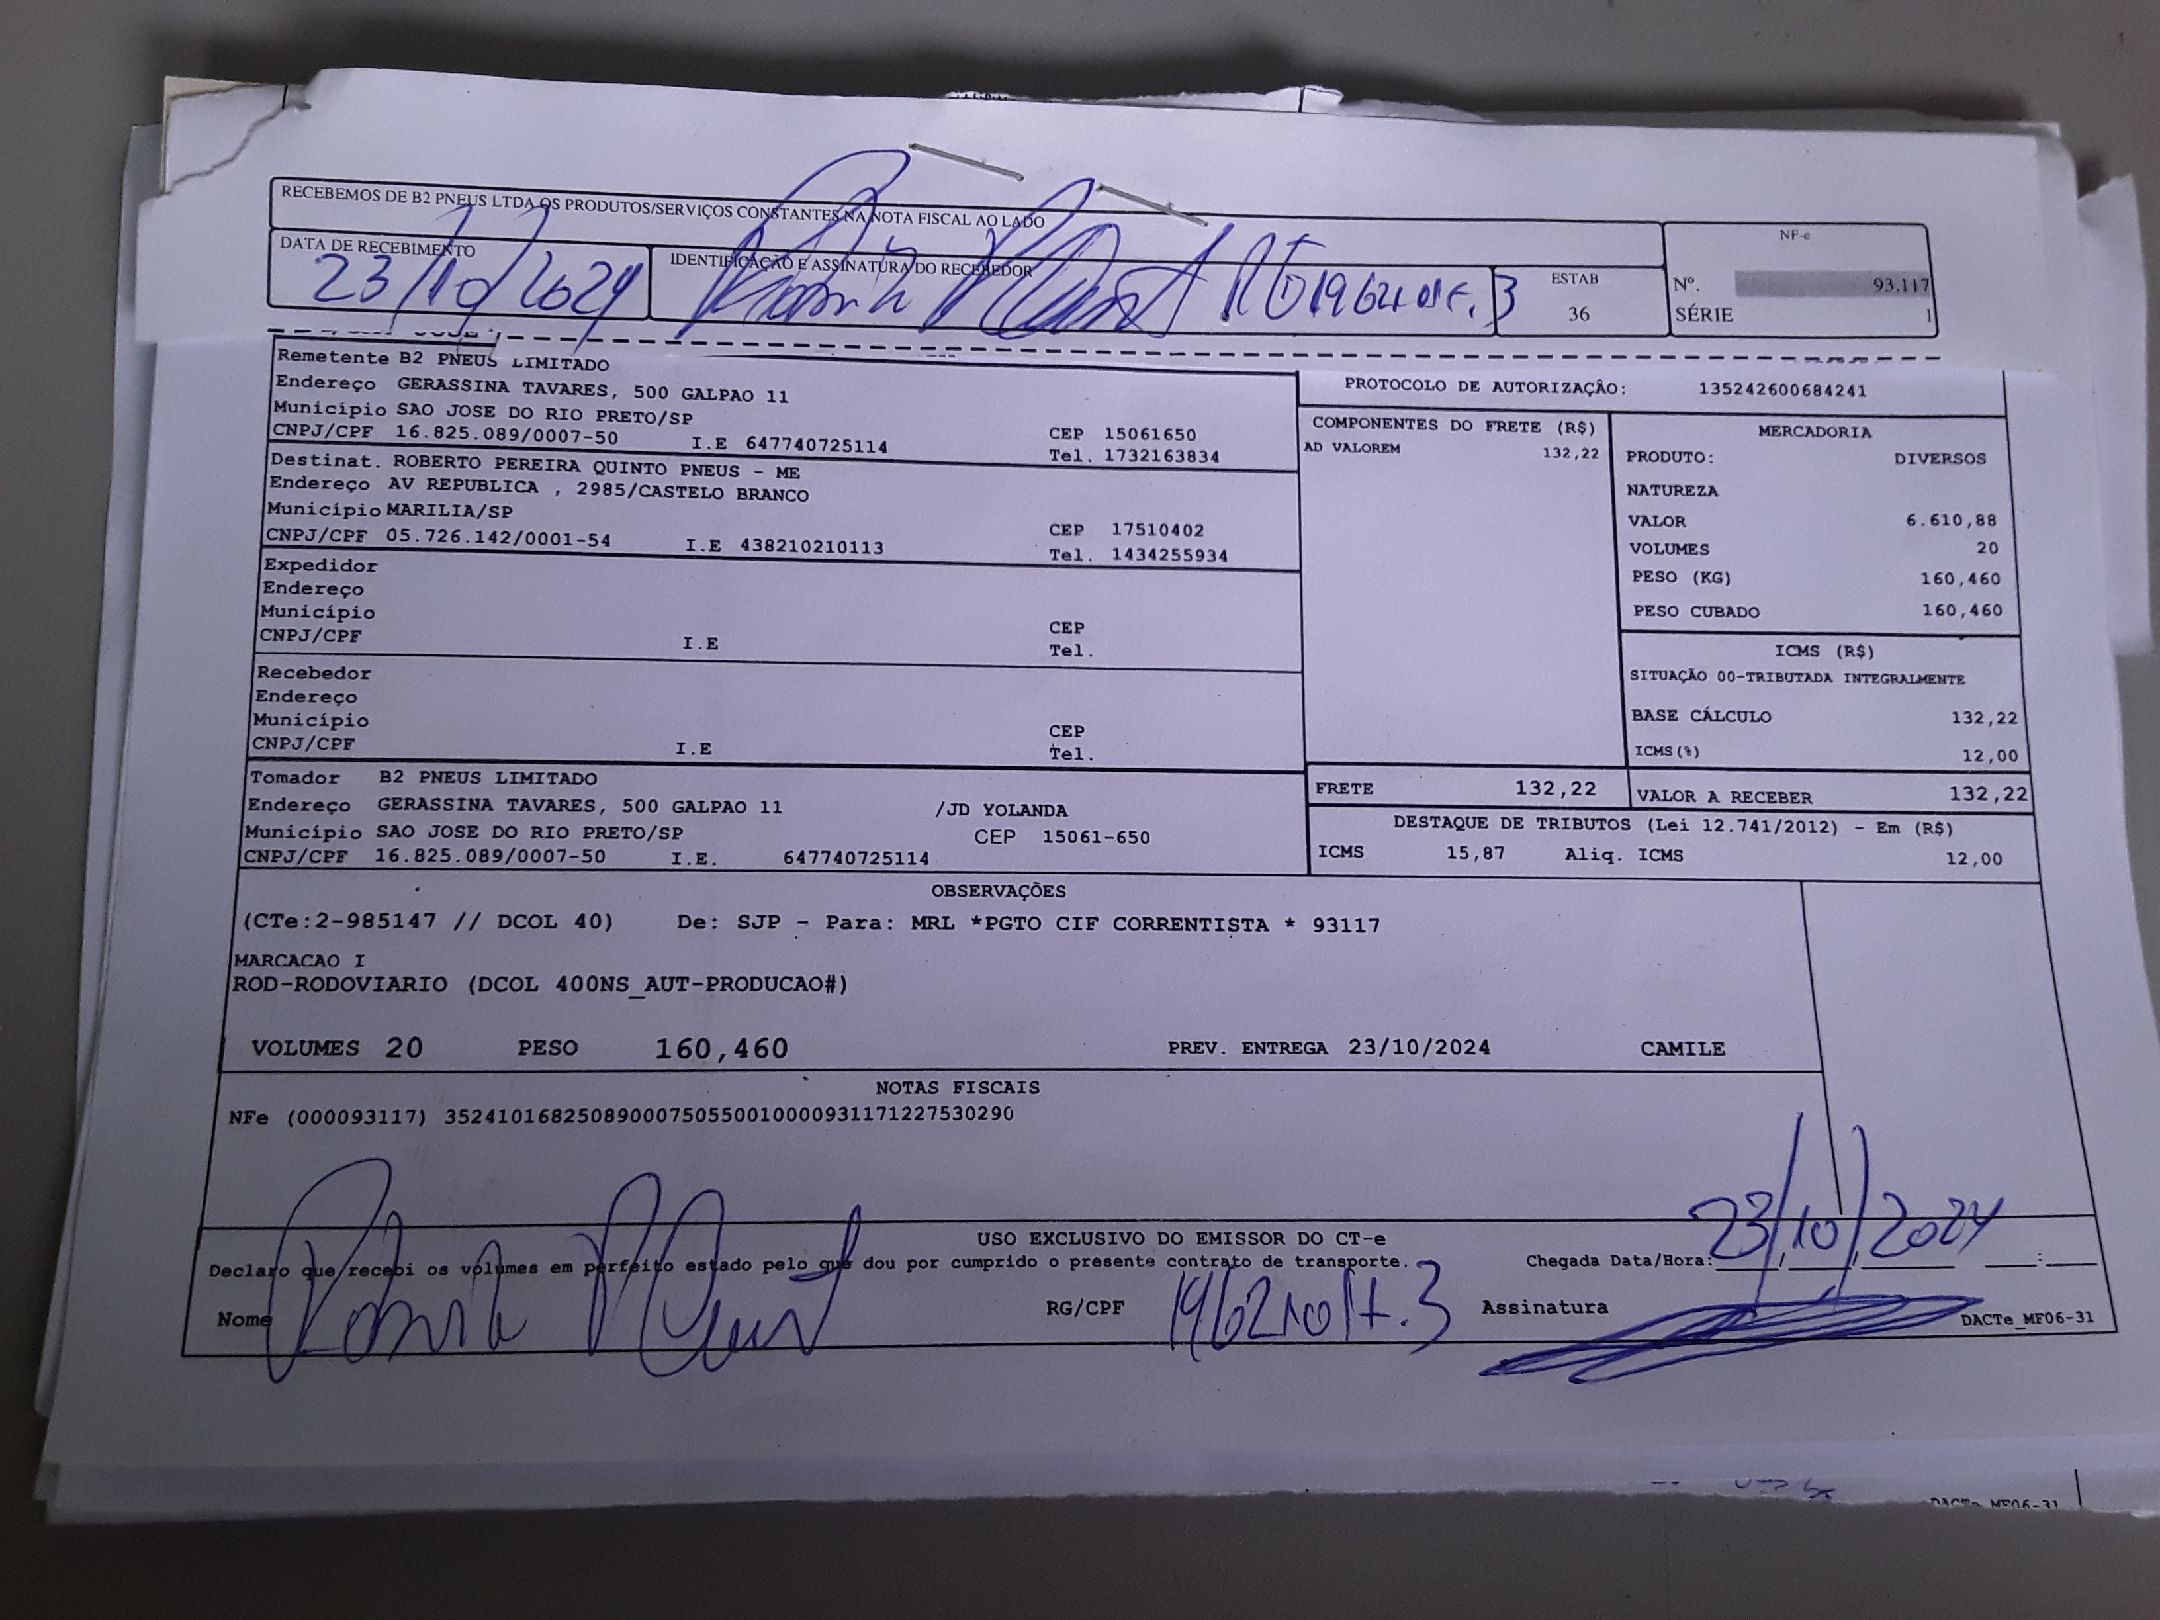 RECEBEMOS DE B2 PNEUS LTDA OS PRODUTOS/SERVIÇOS CONSTANTES NA NOTA FISCAL AO LADO
DATA DE RECEBIMENTO
23/10/2024
IDENTIFICAÇÃO E ASSINATURA DO RECEBEDOR
ESTAB
36
NF-e
Nº. 93.117
SÉRIE 1
Remetente B2 PNEUS LIMITADO
Endereço GERASSINA TAVARES, 500 GALPAO 11
Município SAO JOSE DO RIO PRETO/SP
CNPJ/CPF 16.825.089/0007-50 I.E 647740725114
CEP 15061650
Tel. 1732163834
Destinat. ROBERTO PEREIRA QUINTO PNEUS - ME
Endereço AV REPUBLICA , 2985/CASTELO BRANCO
Município MARILIA/SP
CNPJ/CPF 05.726.142/0001-54 I.E 438210210113
CEP 17510402
Tel. 1434255934
Expedidor
Endereço
Município
CNPJ/CPF I.E
CEP
Tel.
Recebedor
Endereço
Município
CNPJ/CPF I.E
CEP
Tel.
Tomador B2 PNEUS LIMITADO
Endereço GERASSINA TAVARES, 500 GALPAO 11 /JD YOLANDA
Município SAO JOSE DO RIO PRETO/SP CEP 15061-650
CNPJ/CPF 16.825.089/0007-50 I.E. 647740725114
PROTOCOLO DE AUTORIZAÇÂO: 135242600684241
COMPONENTES DO FRETE (R$)
AD VALOREM 132,22
MERCADORIA
PRODUTO: DIVERSOS
NATUREZA
VALOR 6.610,88
VOLUMES 20
PESO (KG) 160,460
PESO CUBADO 160,460
ICMS (R$)
SITUAÇÃO 00-TRIBUTADA INTEGRALMENTE
BASE CÁLCULO 132,22
ICMS(%) 12,00
FRETE 132,22
VALOR A RECEBER 132,22
DESTAQUE DE TRIBUTOS (Lei 12.741/2012) - Em (R$)
ICMS 15,87 Aliq. ICMS 12,00
OBSERVAÇÕES
(CTe:2-985147 // DCOL 40) De: SJP - Para: MRL *PGTO CIF CORRENTISTA * 93117
MARCACAO I
ROD-RODOVIARIO (DCOL 400NS_AUT-PRODUCAO#)
VOLUMES 20 PESO 160,460 PREV. ENTREGA 23/10/2024 CAMILE
NOTAS FISCAIS
NFe (000093117) 35241016825089000750550010000931171227530290
USO EXCLUSIVO DO EMISSOR DO CT-e
Declaro que recebi os volumes em perfeito estado pelo que dou por cumprido o presente contrato de transporte.
Chegada Data/Hora: 23/10/2024
Nome
RG/CPF
Assinatura
DACTe_MF06-31
DACTe MF06-31